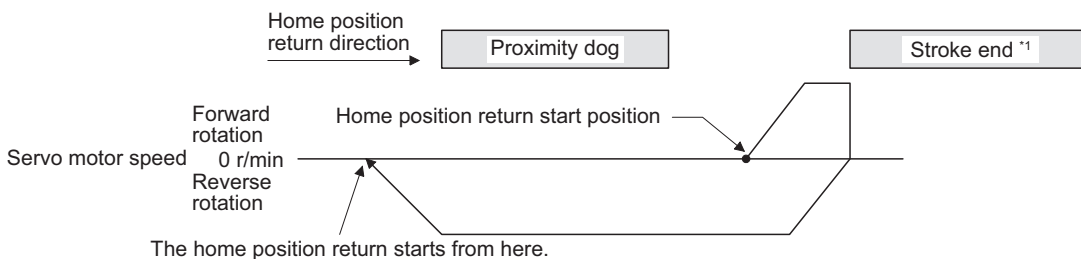 Home position
return direction
Proximity dog
Stroke end *1
Forward
rotation
Home position return start position
Servo motor speed 0 r/min
Reverse
rotation
The home position return starts from here.